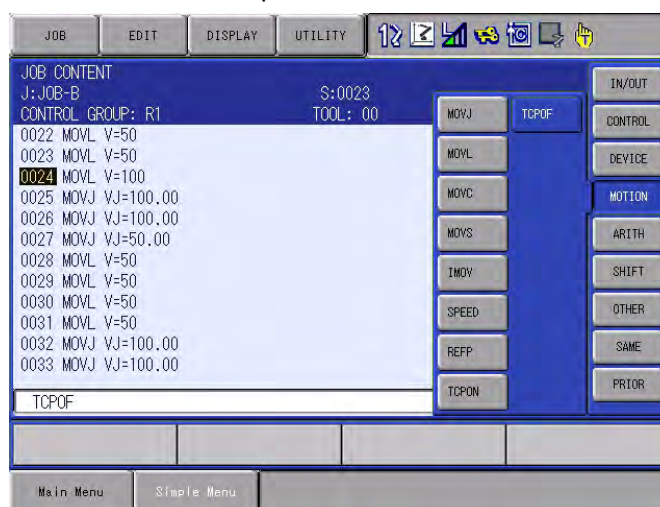 JOB EDIT DISPLAY UTILITY
JOB CONTENT
J:JOB-B S:0023
CONTROL GROUP: R1 TOOL: 00
0022 MOVL V=50
0023 MOVL V=50
0024 MOVL V=100
0025 MOVJ VJ=100.00
0026 MOVJ VJ=100.00
0027 MOVJ VJ=50.00
0028 MOVL V=50
0029 MOVL V=50
0030 MOVL V=50
0031 MOVL V=50
0032 MOVJ VJ=100.00
0033 MOVJ VJ=100.00
TCPOF
MOVJ TCPOF
MOVL
MOVC
MOVS
IMOV
SPEED
REFP
TCPON
IN/OUT
CONTROL
DEVICE
MOTION
ARITH
SHIFT
OTHER
SAME
PRIOR
Main Menu Simple Menu